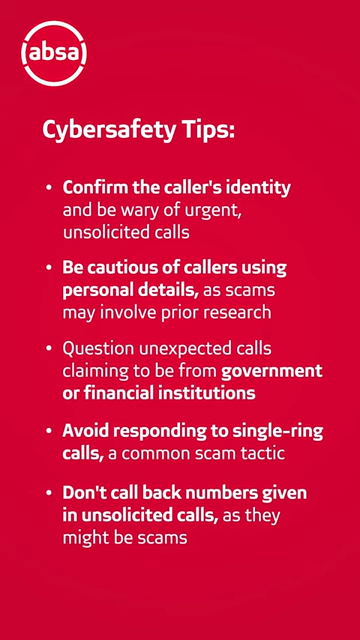 absa
Cybersafety Tips:
• Confirm the caller's identity
and be wary of urgent,
unsolicited calls
• Be cautious of callers using
personal details, as scams
may involve prior research
• Question unexpected calls
claiming to be from government
or financial institutions
• Avoid responding to single-ring
calls, a common scam tactic
• Don't call back numbers given
in unsolicited calls, as they
might be scams